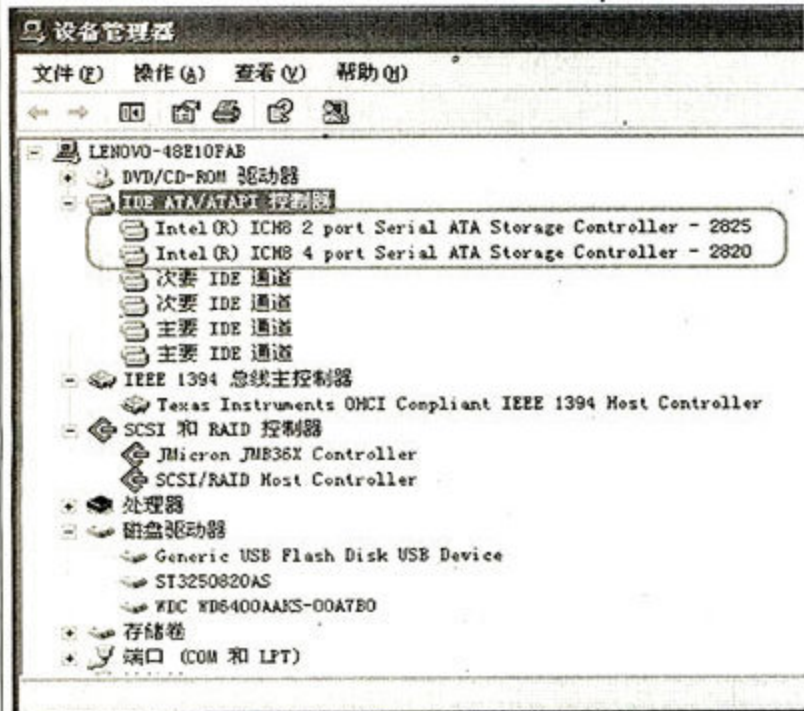 设备管理器
文件(F) 操作(A) 查看(V) 帮助(H)
LENOVO-48E10FAB
DVD/CD-ROM 驱动器
IDE ATA/ATAPI 控制器
Intel(R) ICH8 2 port Serial ATA Storage Controller - 2825
Intel(R) ICH8 4 port Serial ATA Storage Controller - 2820
次要 IDE 通道
次要 IDE 通道
主要 IDE 通道
主要 IDE 通道
IEEE 1394 总线主控制器
Texas Instruments OHCI Compliant IEEE 1394 Host Controller
SCSI 和 RAID 控制器
JMicron JMB36X Controller
SCSI/RAID Host Controller
处理器
磁盘驱动器
Generic USB Flash Disk USB Device
ST3250820AS
WDC WD6400AAKS-00A7B0
存储卷
端口 (COM 和 LPT)